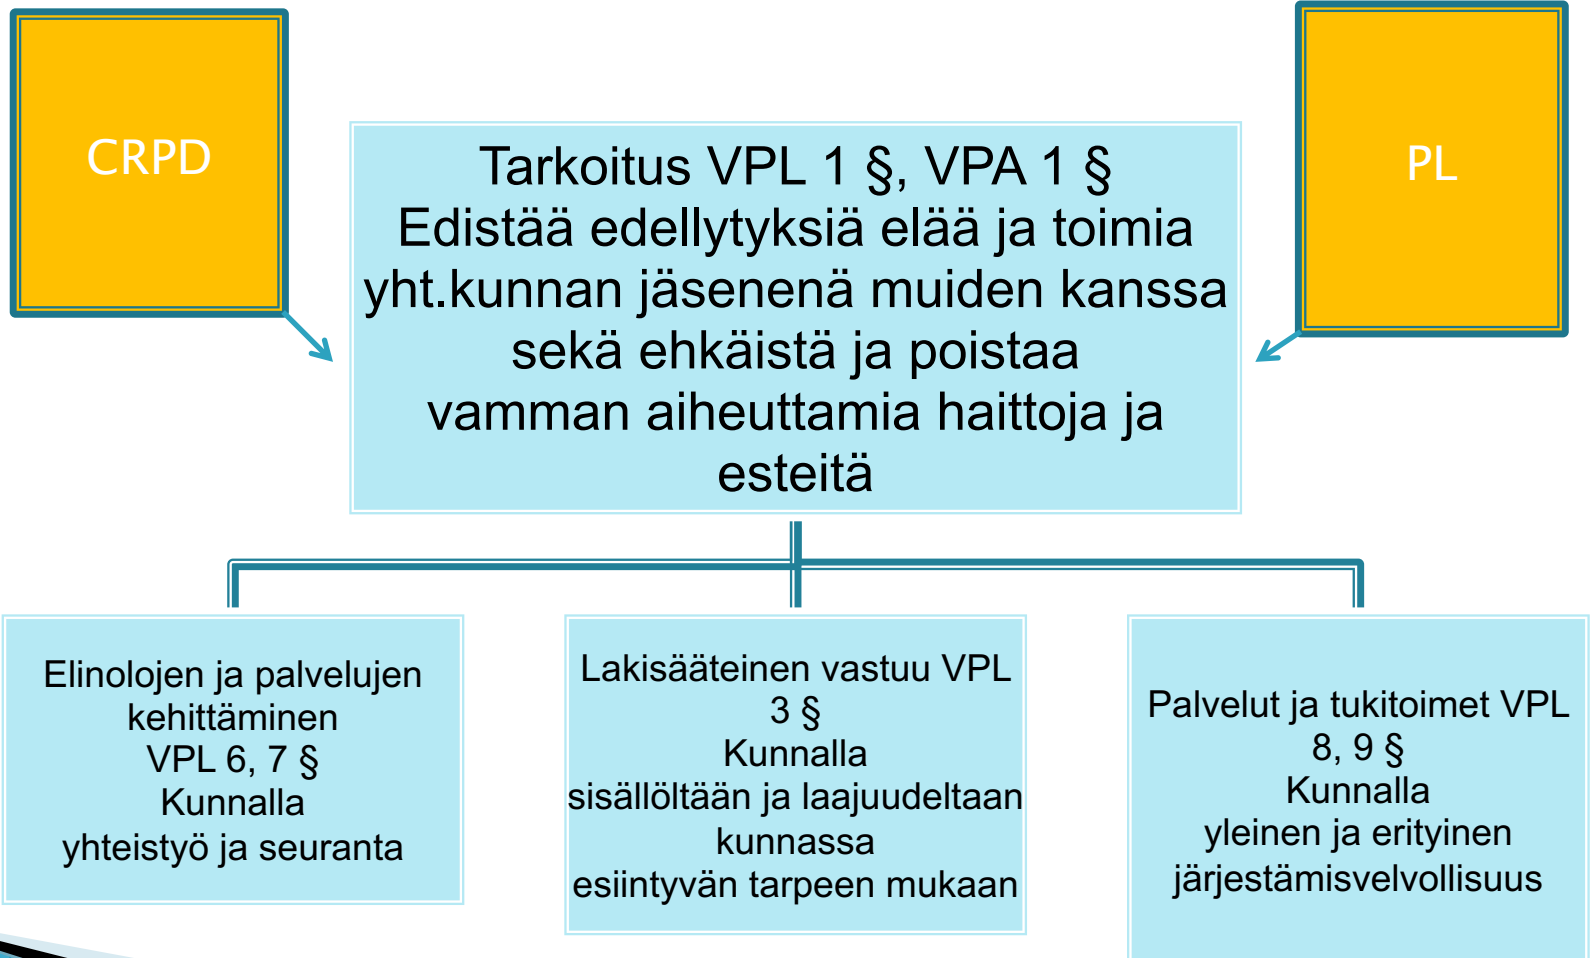 CRPD
PL
Tarkoitus VPL 1 §, VPA 1 §
Edistää edellytyksiä elää ja toimia
yht.kunnan jäsenenä muiden kanssa
sekä ehkäistä ja poistaa
vamman aiheuttamia haittoja ja
esteitä
Elinolojen ja palvelujen
kehittäminen
VPL 6, 7 §
Kunnalla
yhteistyö ja seuranta
Lakisääteinen vastuu VPL
3 §
Kunnalla
sisällöltään ja laajuudeltaan
kunnassa
esiintyvän tarpeen mukaan
Palvelut ja tukitoimet VPL
8, 9 §
Kunnalla
yleinen ja erityinen
järjestämisvelvollisuus